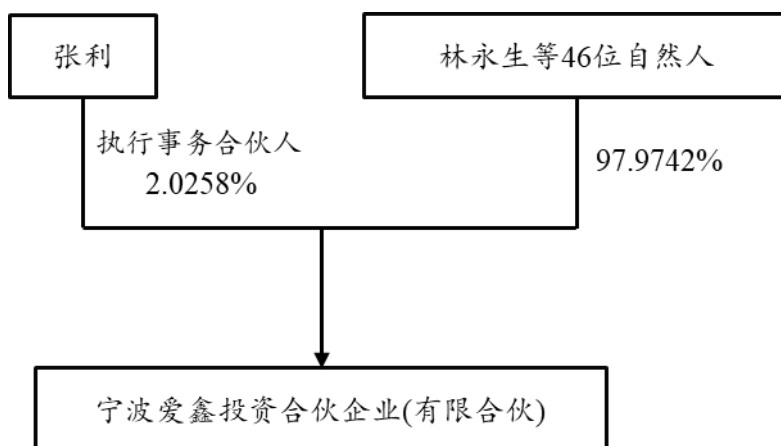 张利
林永生等46位自然人
执行事务合伙人
2.0258%
97.9742%
宁波爱鑫投资合伙企业(有限合伙)